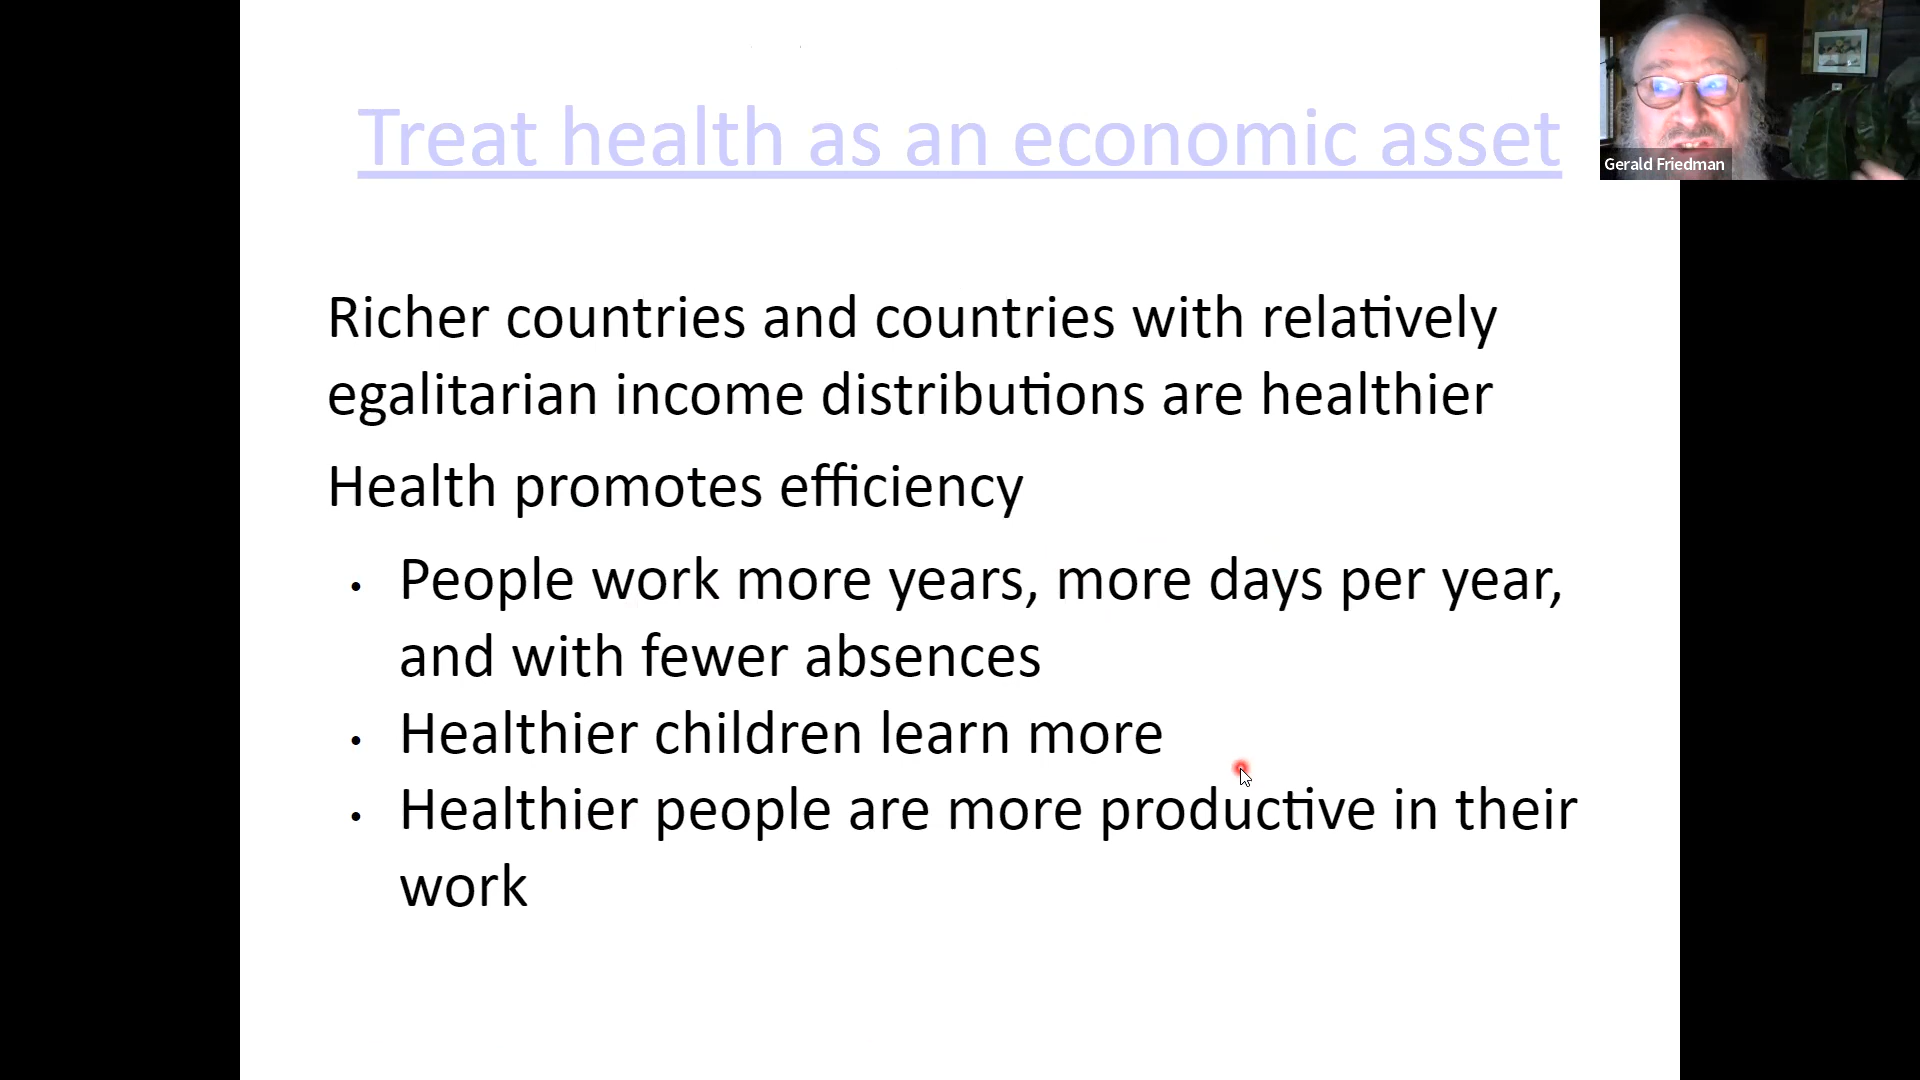 Treat health as an economic asset
Gerald Friedman
Richer countries and countries with relatively
egalitarian income distributions are healthier
Health promotes efficiency
• People work more years, more days per year,
and with fewer absences
• Healthier children learn more
• Healthier people are more productive in their
work